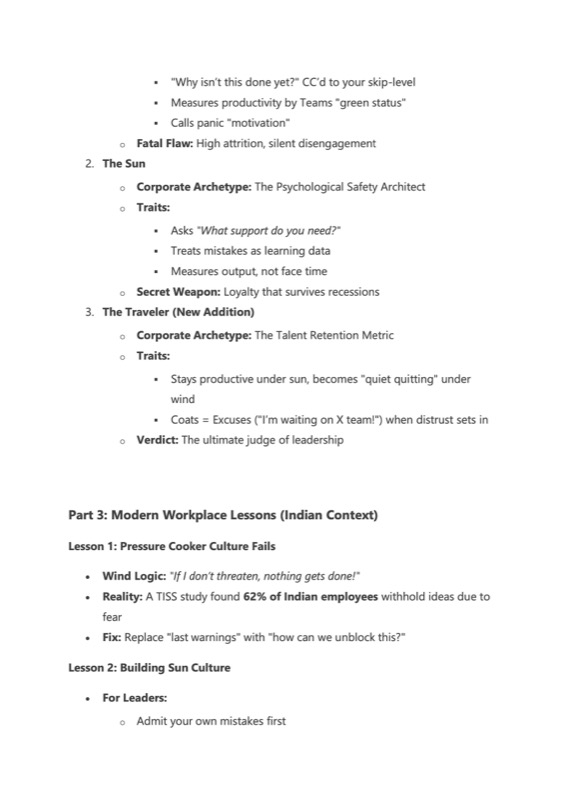 ▪ "Why isn't this done yet?" CC'd to your skip-level
▪ Measures productivity by Teams "green status"
▪ Calls panic "motivation"
○ Fatal Flaw: High attrition, silent disengagement
2. The Sun
○ Corporate Archetype: The Psychological Safety Architect
○ Traits:
▪ Asks "What support do you need?"
▪ Treats mistakes as learning data
▪ Measures output, not face time
○ Secret Weapon: Loyalty that survives recessions
3. The Traveler (New Addition)
○ Corporate Archetype: The Talent Retention Metric
○ Traits:
▪ Stays productive under sun, becomes "quiet quitting" under
wind
▪ Coats = Excuses ("I'm waiting on X team!") when distrust sets in
○ Verdict: The ultimate judge of leadership
Part 3: Modern Workplace Lessons (Indian Context)
Lesson 1: Pressure Cooker Culture Fails
• Wind Logic: "If I don't threaten, nothing gets done!"
• Reality: A TISS study found 62% of Indian employees withhold ideas due to
fear
• Fix: Replace "last warnings" with "how can we unblock this?"
Lesson 2: Building Sun Culture
• For Leaders:
○ Admit your own mistakes first